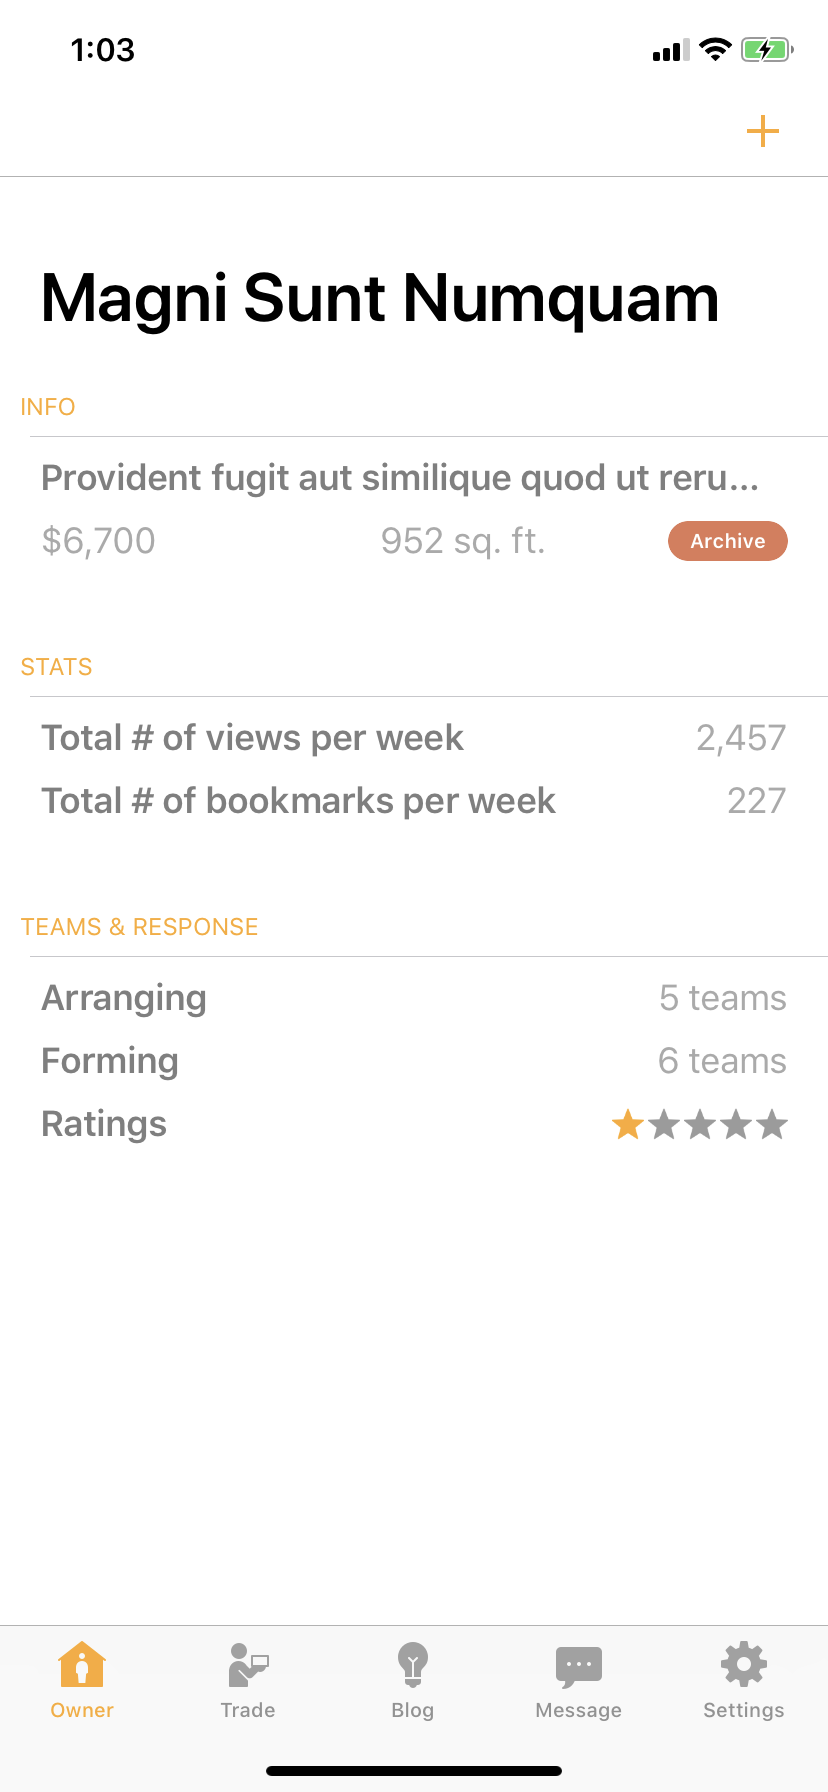 1:03
Magni Sunt Numquam
INFO
Provident fugit aut similique quod ut reru...
$6,700 952 sq. ft. Archive
STATS
Total # of views per week 2,457
Total # of bookmarks per week 227
TEAMS & RESPONSE
Arranging 5 teams
Forming 6 teams
Ratings
Owner Trade Blog Message Settings